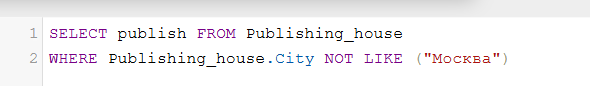 1 SELECT publish FROM Publishing_house
2 WHERE Publishing_house.City NOT LIKE ("Москва")